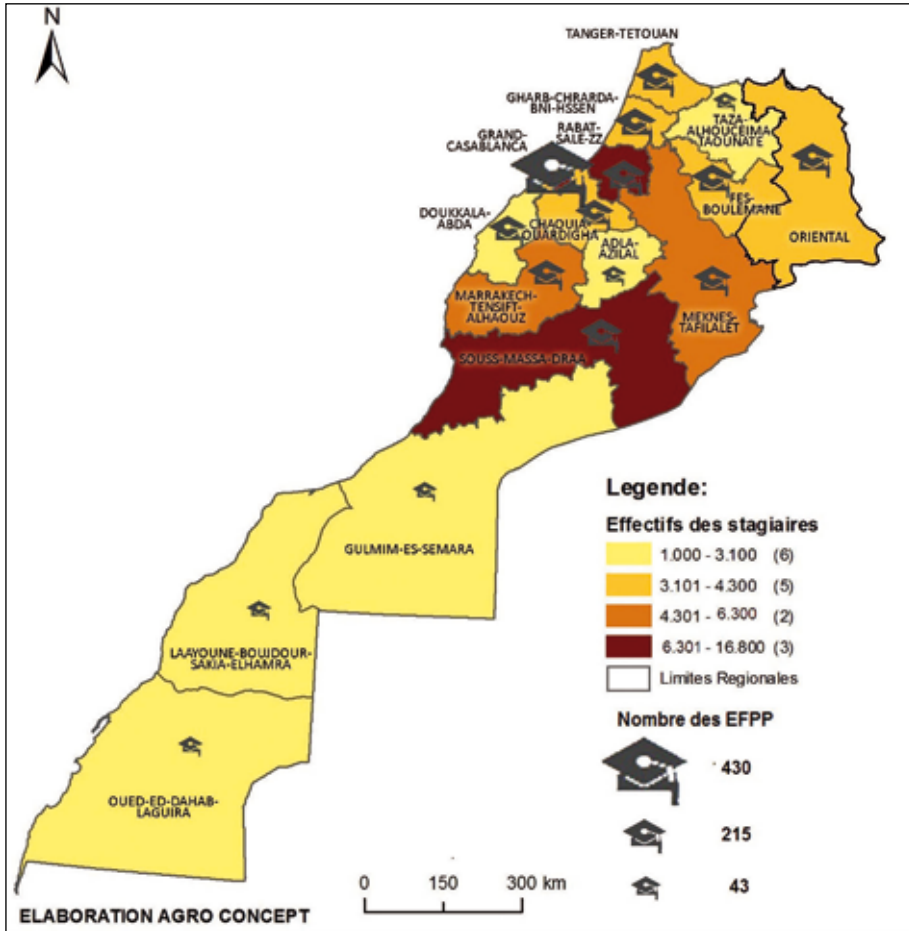 N
TANGER-TETOUAN
GHARB-CHRARDA-
BNI-HSSEN
RABAT-
SALE-ZZ
GRAND-
CASABLANCA
TAZA-
ALHOUCEIMA
TAOUNATE
FES-
BOULEMANE
ORIENTAL
DOUKKALA-
ABDA
CHAOUIA-
OUARDIGHA
ADLA-
AZILAL
MARRAKECH-
TENSIFT-
ALHAOUZ
MEKNES-
TAFILALET
SOUSS-MASSA-DRAA
GULMIM-ES-SEMARA
LAAYOUNE-BOUJDOUR-
SAKIA-ELHAMRA
OUED-ED-DAHAB-
LAGUIRA
Legende:
Effectifs des stagiaires
1.000 - 3.100 (6)
3.101 - 4.300 (5)
4.301 - 6.300 (2)
6.301 - 16.800 (3)
Limites Regionales
Nombre des EFPP
430
215
43
0 150 300 km
ELABORATION AGRO CONCEPT